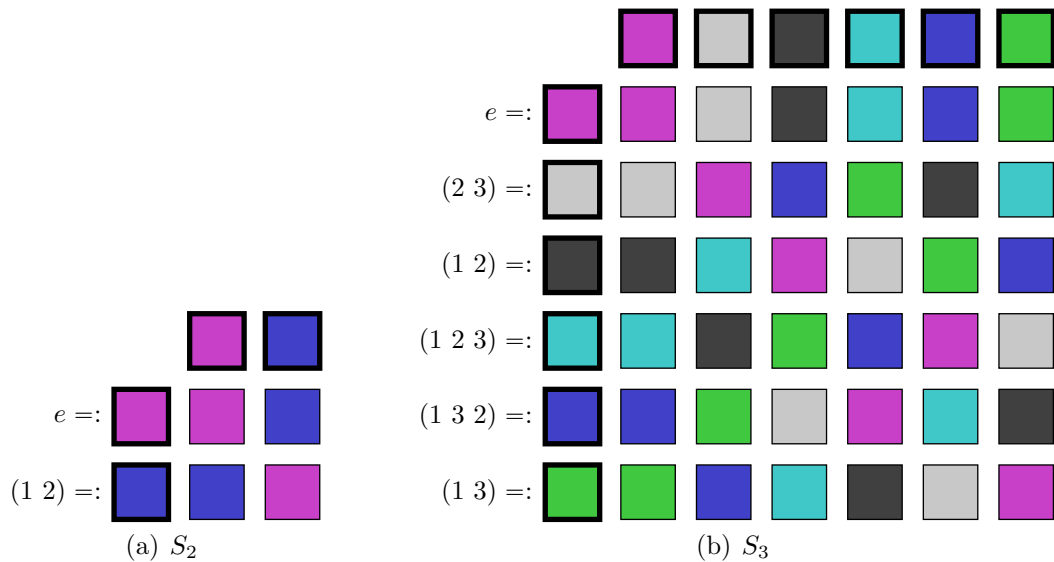 e =:
(2 3) =:
(1 2) =:
(1 2 3) =:
(1 3 2) =:
(1 3) =:
e =:
(1 2) =:
(a) S₂
(b) S₃